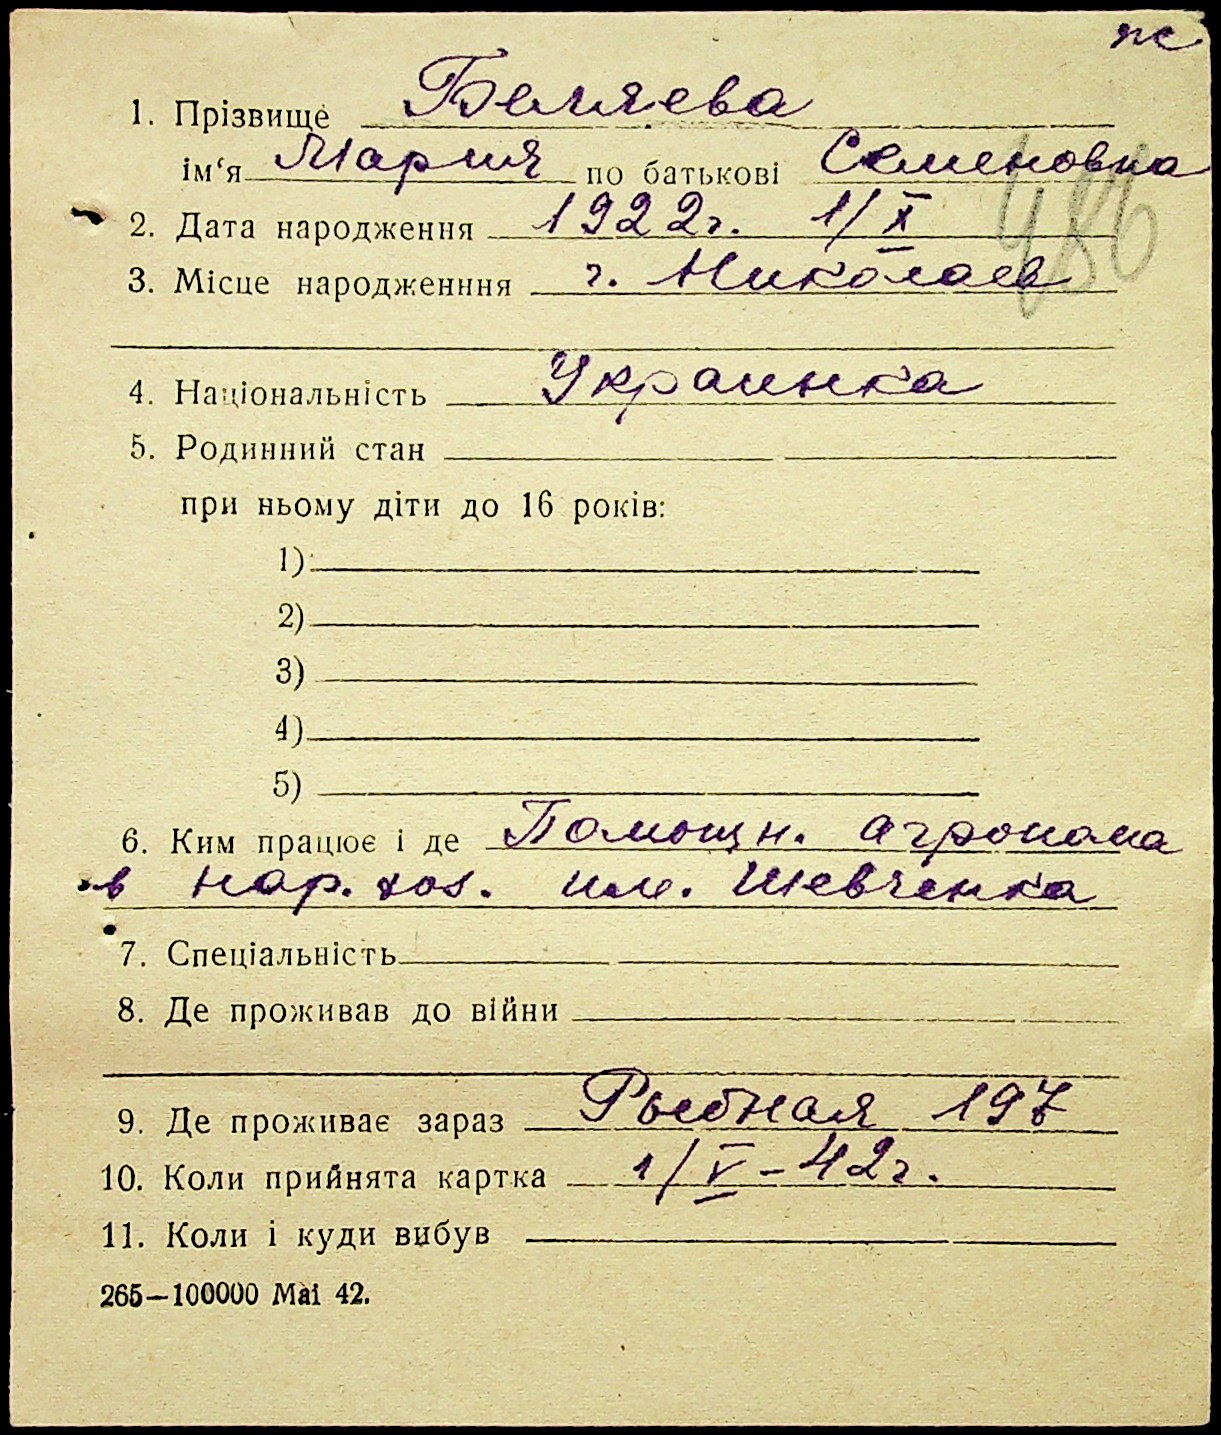 же
1. Прізвище Беляева
ім‘я Мария по батькові Семеновна
2. Дата народження 1922г. 1/X
486
3. Місце народженння г. Николаев
4. Національність Украинка
5. Родинний стан
при ньому діти до 16 років:
1)
2)
3)
4)
5)
6. Ким працює і де Помощн. агронома
в нар. хоз. им. Шевченка
7. Спеціальність
8. Де проживав до війни
9. Де проживає зараз Рыбная 197
10. Коли прийнята картка 1/V – 42г.
11. Коли і куди вибув
265—100000 Mai 42.